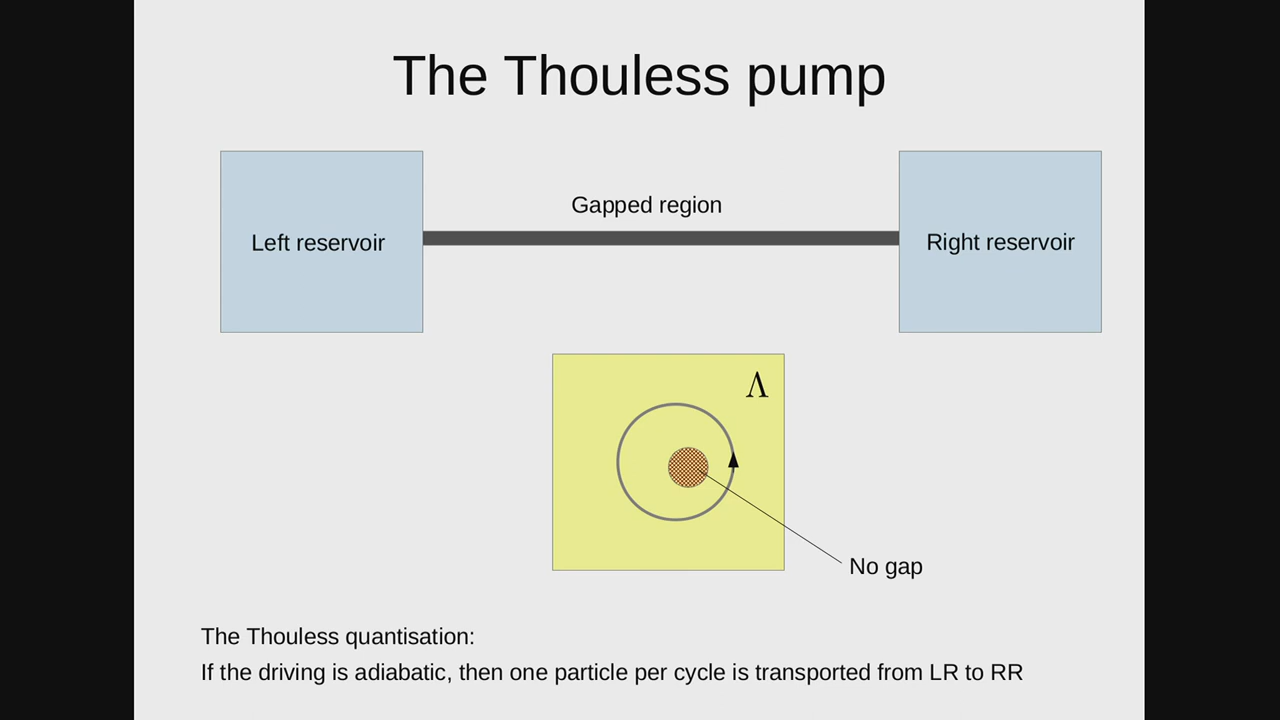 The Thouless pump
Gapped region
Left reservoir
Right reservoir
Λ
No gap
The Thouless quantisation:
If the driving is adiabatic, then one particle per cycle is transported from LR to RR